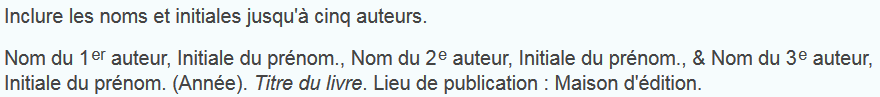 Inclure les noms et initiales jusqu'à cinq auteurs.
Nom du 1er auteur, Initiale du prénom., Nom du 2e auteur, Initiale du prénom., & Nom du 3e auteur,
Initiale du prénom. (Année). Titre du livre. Lieu de publication : Maison d'édition.